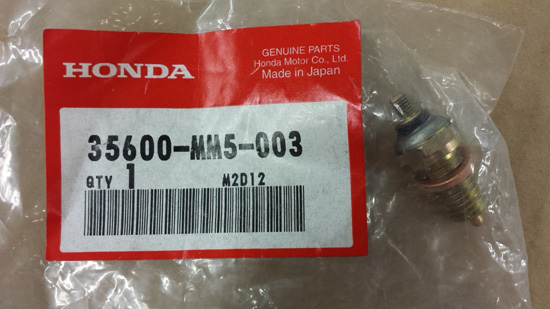 HONDA
GENUINE PARTS
Honda Motor Co., Ltd.
Made in Japan
35600-MM5-003
QTY 1 M2D12